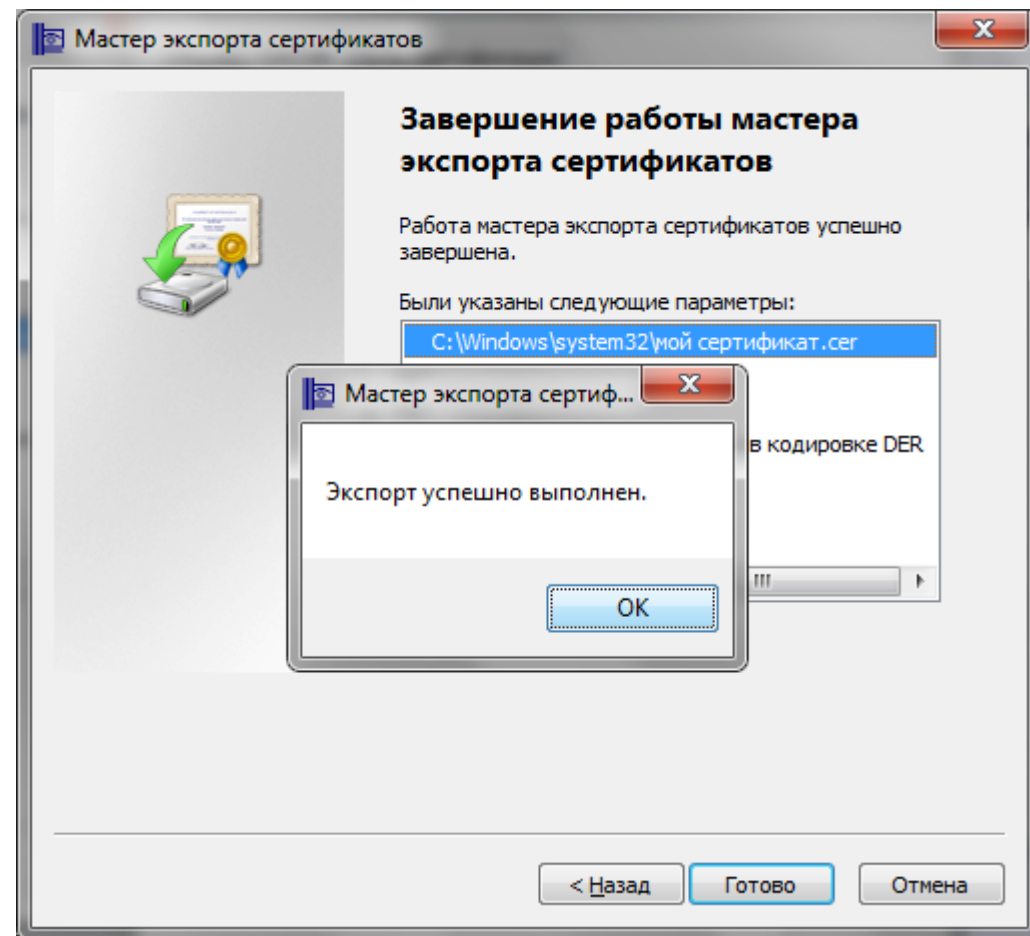 Мастер экспорта сертификатов
Завершение работы мастера
экспорта сертификатов
Работа мастера экспорта сертификатов успешно
завершена.
Были указаны следующие параметры:
C:\Windows\system32\мой сертификат.cer
Мастер экспорта сертиф...
в кодировке DER
Экспорт успешно выполнен.
OK
< Назад
Готово
Отмена